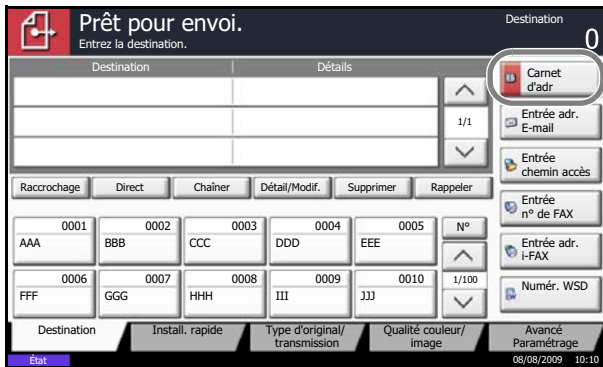 Prêt pour envoi.
Entrez la destination.
Destination
0
Destination
Détails
1/1
Carnet
d'adr
Entrée adr.
E-mail
Entrée
chemin accès
Entrée
n° de FAX
Entrée adr.
i-FAX
Numér. WSD
Raccrochage
Direct
Chaîner
Détail/Modif.
Supprimer
Rappeler
0001
AAA
0002
BBB
0003
CCC
0004
DDD
0005
EEE
N°
0006
FFF
0007
GGG
0008
HHH
0009
III
0010
JJJ
1/100
Destination
Install. rapide
Type d'original/
transmission
Qualité couleur/
image
Avancé
Paramétrage
État
08/08/2009 10:10